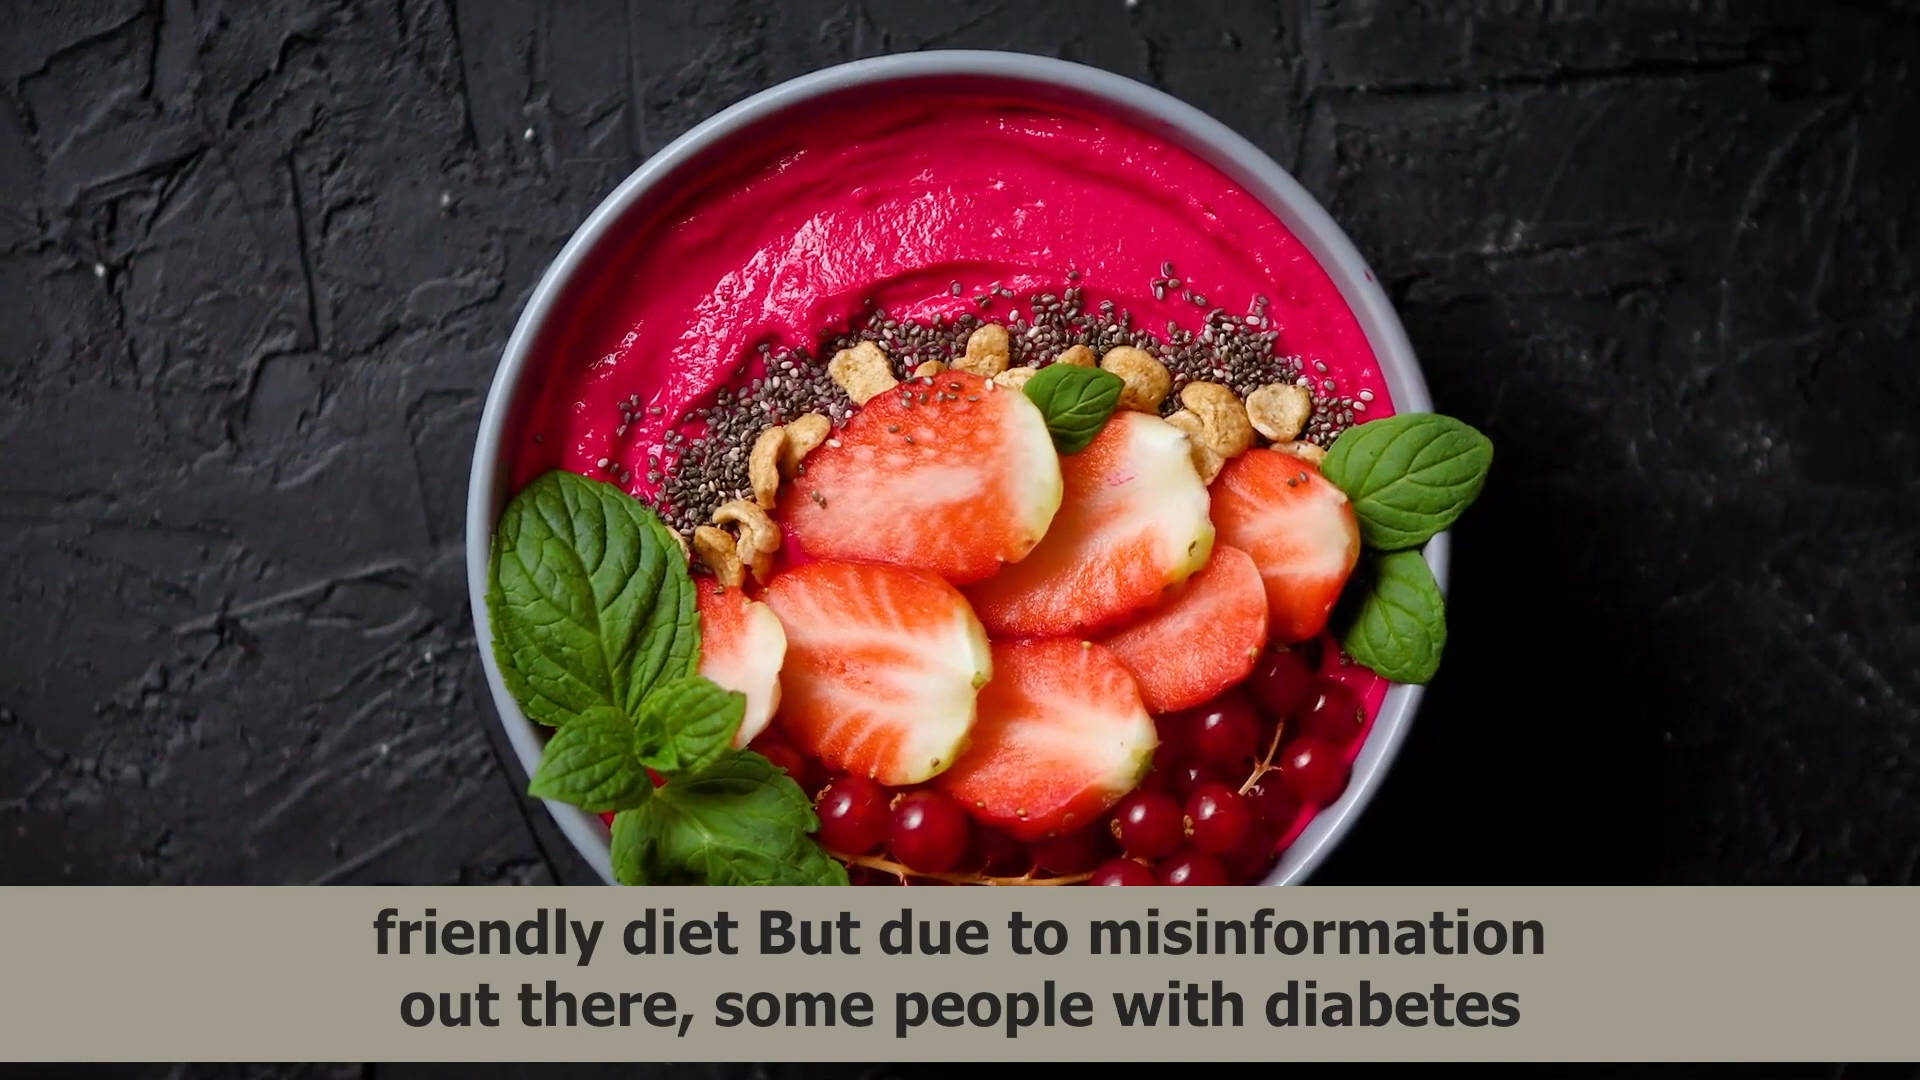 friendly diet But due to misinformation
out there, some people with diabetes